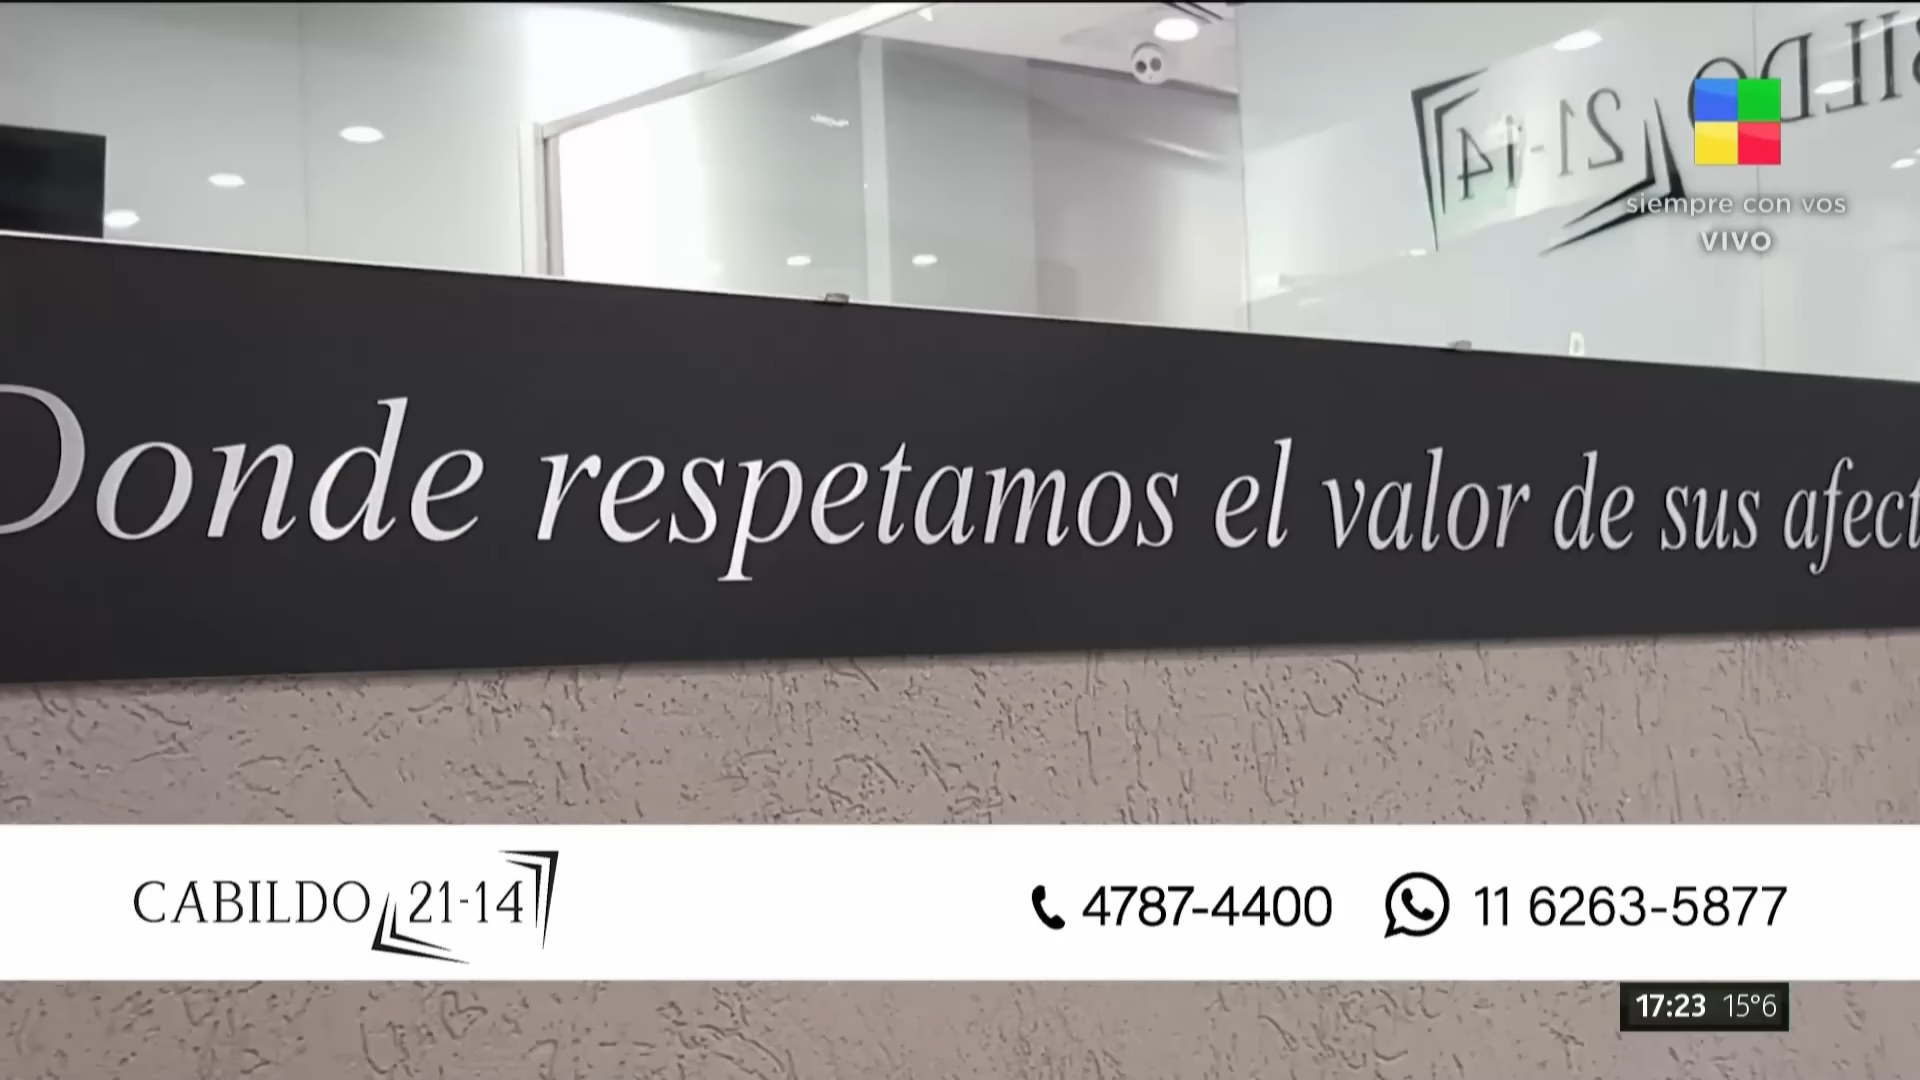 21-14
siempre con vos
VIVO
Donde respetamos el valor de sus afect
CABILDO 21-14
4787-4400
11 6263-5877
17:23 15°6